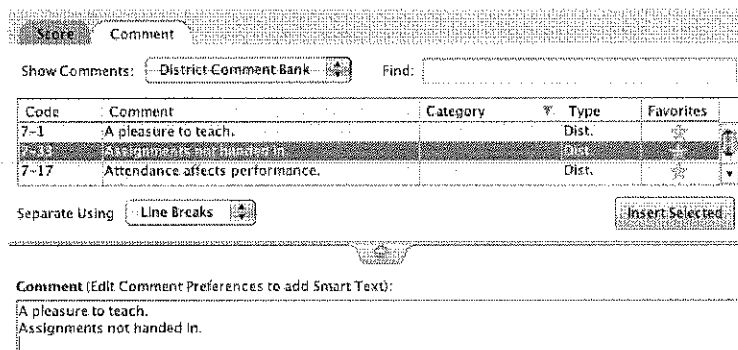 Score Comment
Show Comments: District Comment Bank Find:
Code Comment Category Type Favorites
7-1 A pleasure to teach. Dist.
Assignments not handed in. Dist.
7-17 Attendance affects performance. Dist.
Separate Using Line Breaks Insert Selected
Comment (Edit Comment Preferences to add Smart Text):
A pleasure to teach.
Assignments not handed in.